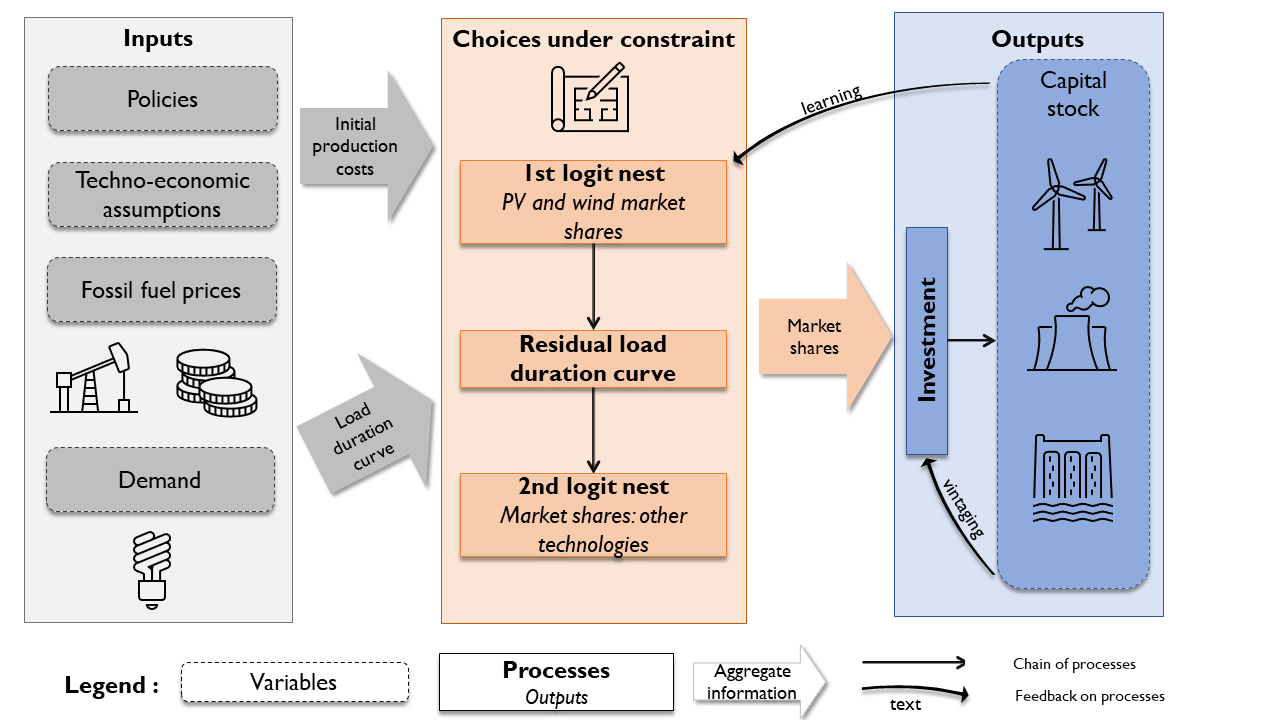 Inputs
Policies
Techno-economic
assumptions
Fossil fuel prices
Demand
Initial
production
costs
Load
duration
curve
Choices under constraint
1st logit nest
PV and wind market
shares
Residual load
duration curve
2nd logit nest
Market shares: other
technologies
learning
Market
shares
Outputs
Capital
stock
Investment
vintaging
Legend :
Variables
Processes
Outputs
Aggregate
information
Chain of processes
Feedback on processes
text